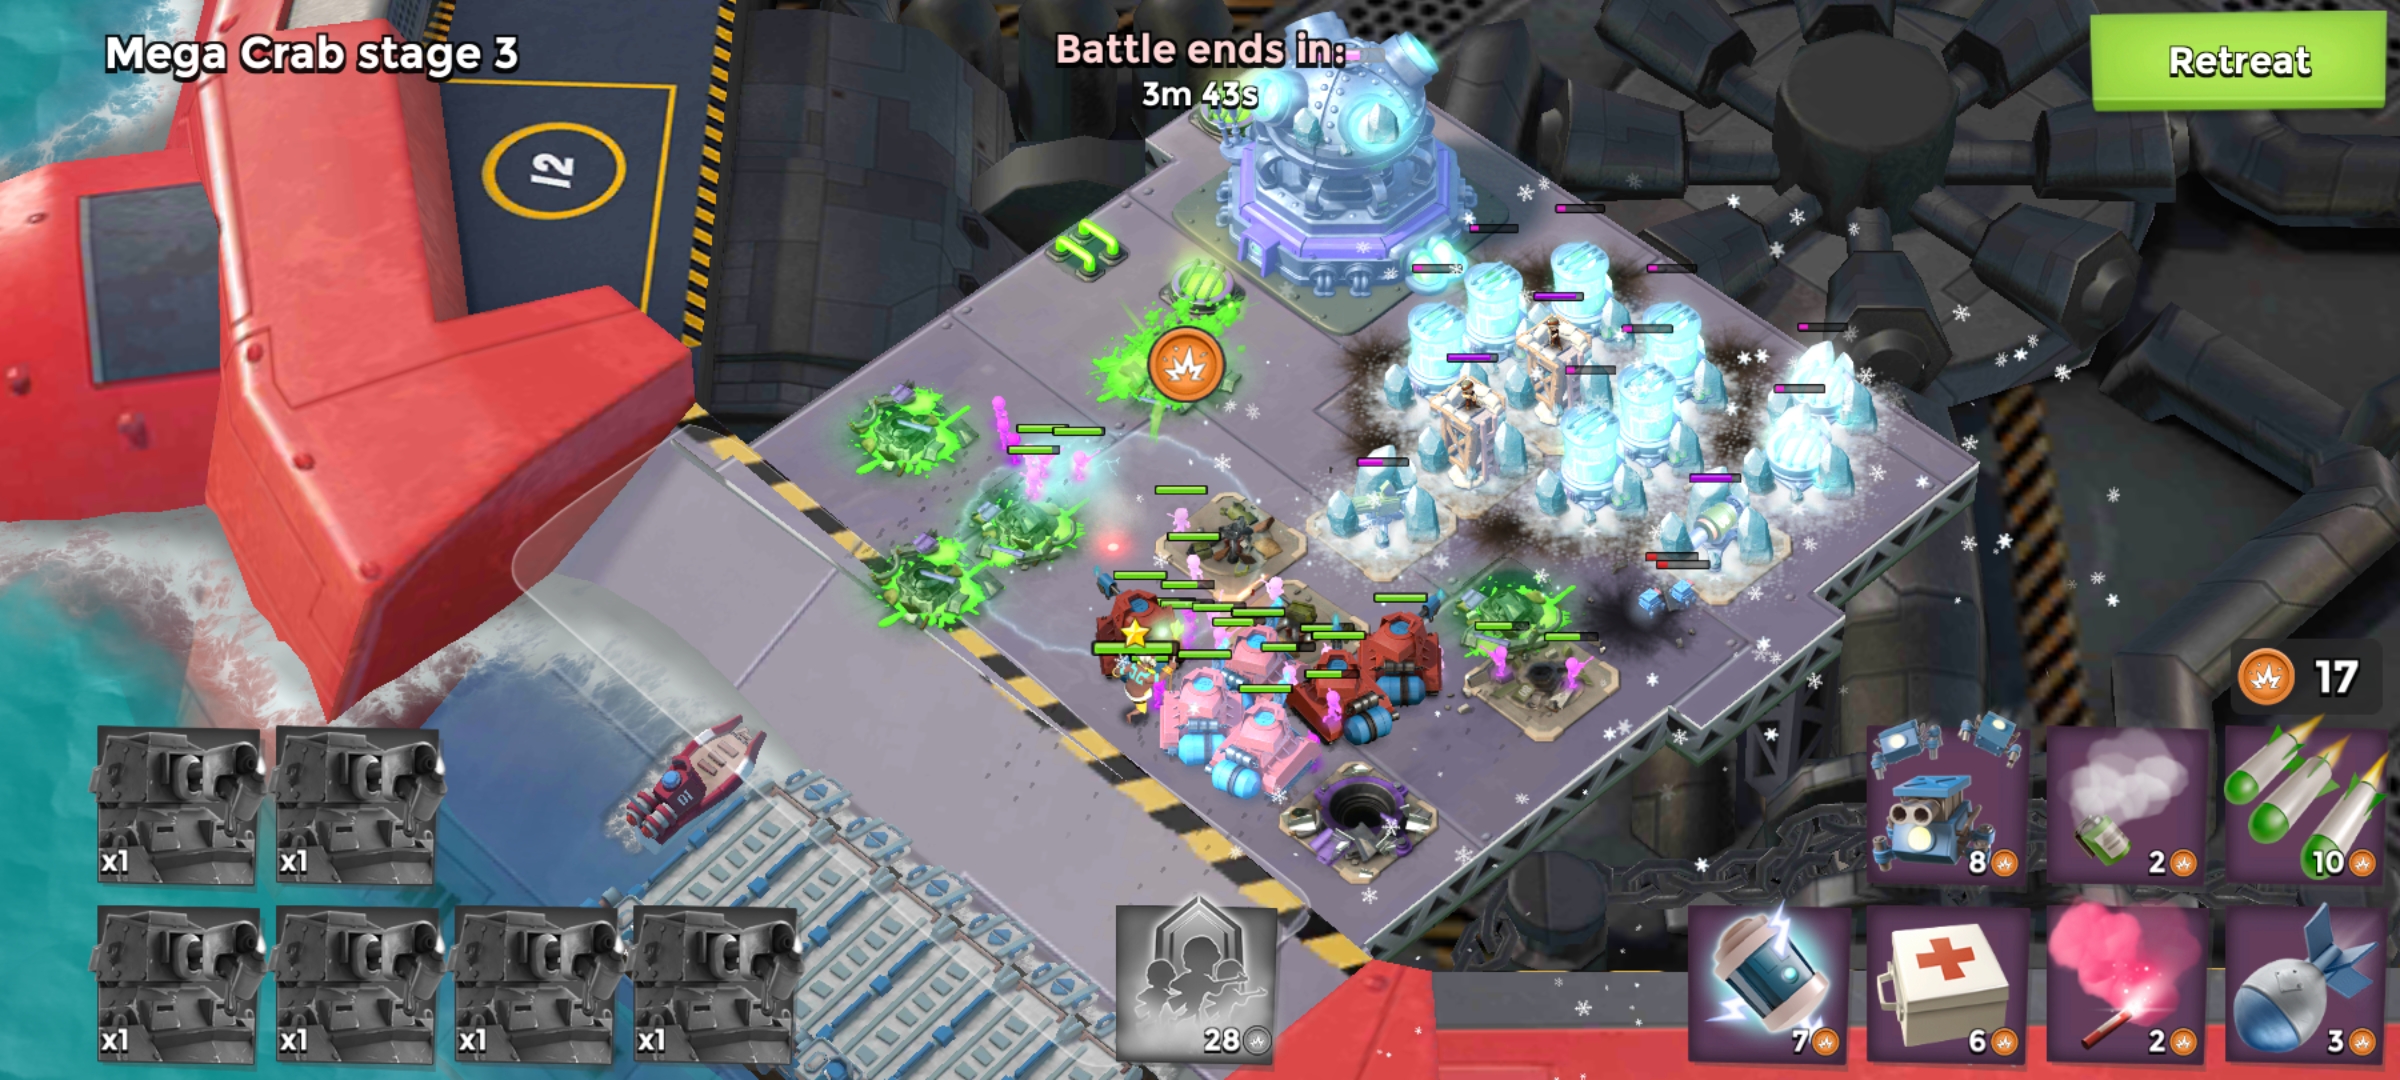 Mega Crab stage 3
Battle ends in:
3m 43s
Retreat
12
01
17
x1
x1
8
2
10
x1
x1
x1
x1
28
7
6
2
3